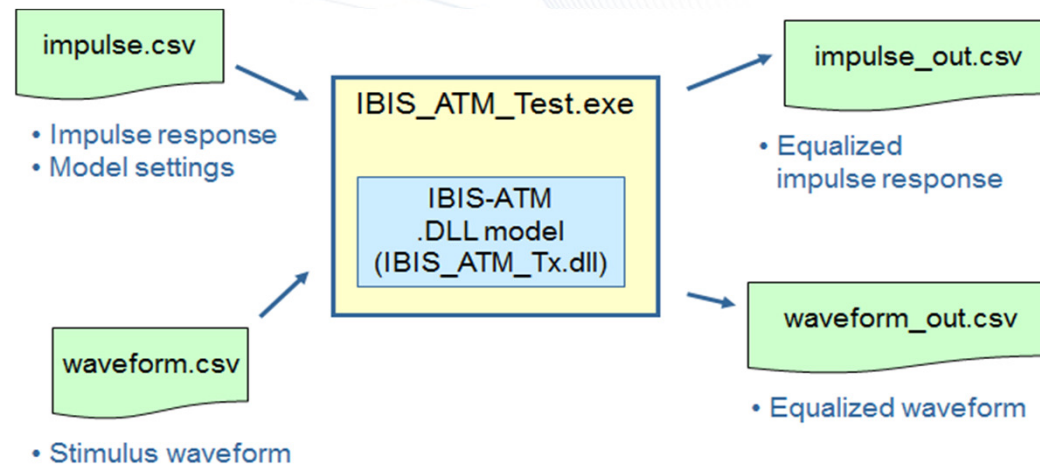 impulse.csv
• Impulse response
• Model settings
waveform.csv
• Stimulus waveform
IBIS_ATM_Test.exe
IBIS-ATM
.DLL model
(IBIS_ATM_Tx.dll)
impulse_out.csv
• Equalized
impulse response
waveform_out.csv
• Equalized waveform